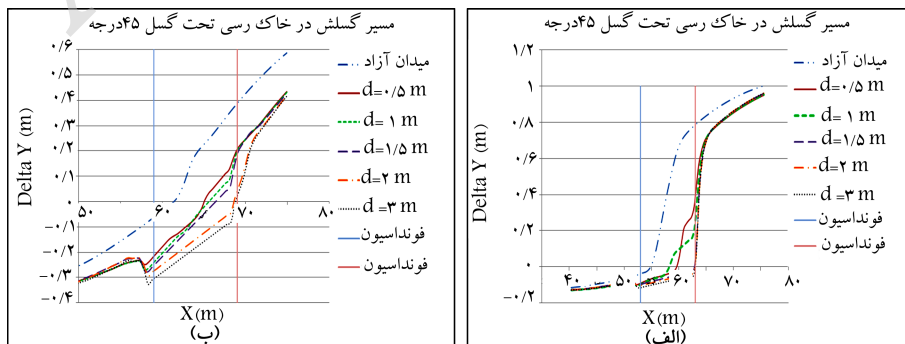 مسیر گسلش در خاک رسی تحت گسل ۴۵درجه
۱/۲
۱
۰/۸
۰/۶
۰/۴
۰/۲
۰
-۰/۲
Delta Y (m)
۴۰ ۵۰ ۶۰ ۷۰ ۸۰
X(m)
(الف)
میدان آزاد
d=۰/۵ m
d= ۱ m
d=۱/۵ m
d=۲ m
d=۳ m
فونداسیون
فونداسیون
مسیر گسلش در خاک رسی تحت گسل ۴۵درجه
۰/۶
۰/۵
۰/۴
۰/۳
۰/۲
۰/۱
۰
-۰/۱
-۰/۲
-۰/۳
-۰/۴
Delta Y (m)
۵۰ ۶۰ ۷۰ ۸۰
X(m)
(ب)
میدان آزاد
d=۰/۵ m
d= ۱ m
d=۱/۵ m
d=۲ m
d=۳ m
فونداسیون
فونداسیون